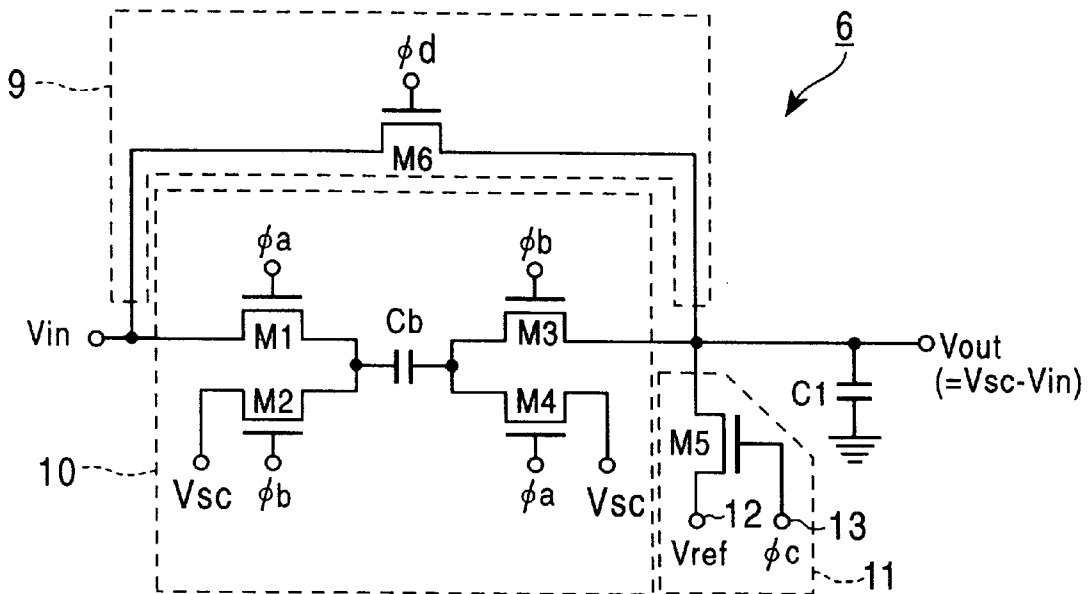 6
9
ϕd
M6
ϕa
ϕb
Vin
M1
Cb
M3
Vout
(=Vsc-Vin)
M2
M4
C1
M5
10
Vsc
ϕb
ϕa
Vsc
12
13
Vref
ϕc
11